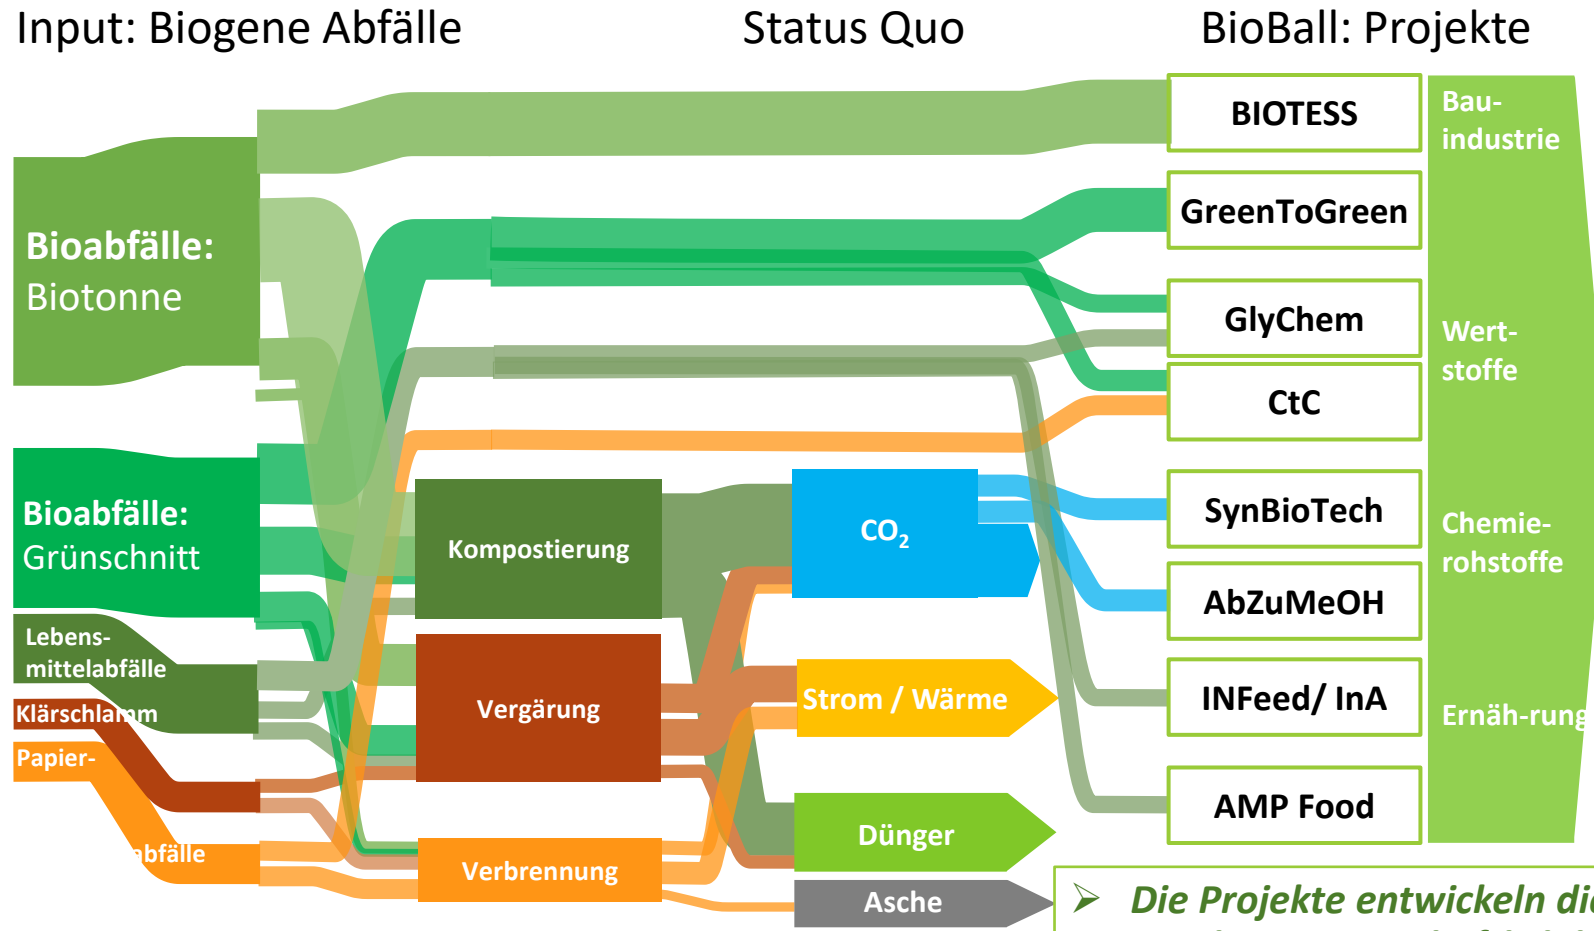 Input: Biogene Abfälle
Status Quo
BioBall: Projekte
Bioabfälle:
Biotonne
Bioabfälle:
Grünschnitt
Lebens-
mittelabfälle
Klärschlamm
Papier-
abfälle
Kompostierung
Vergärung
Verbrennung
CO₂
Strom / Wärme
Dünger
Asche
BIOTESS
GreenToGreen
GlyChem
CtC
SynBioTech
AbZuMeOH
INFeed/ InA
AMP Food
Bau-
industrie
Wert-
stoffe
Chemie-
rohstoffe
Ernäh-rung
➢ Die Projekte entwickeln die